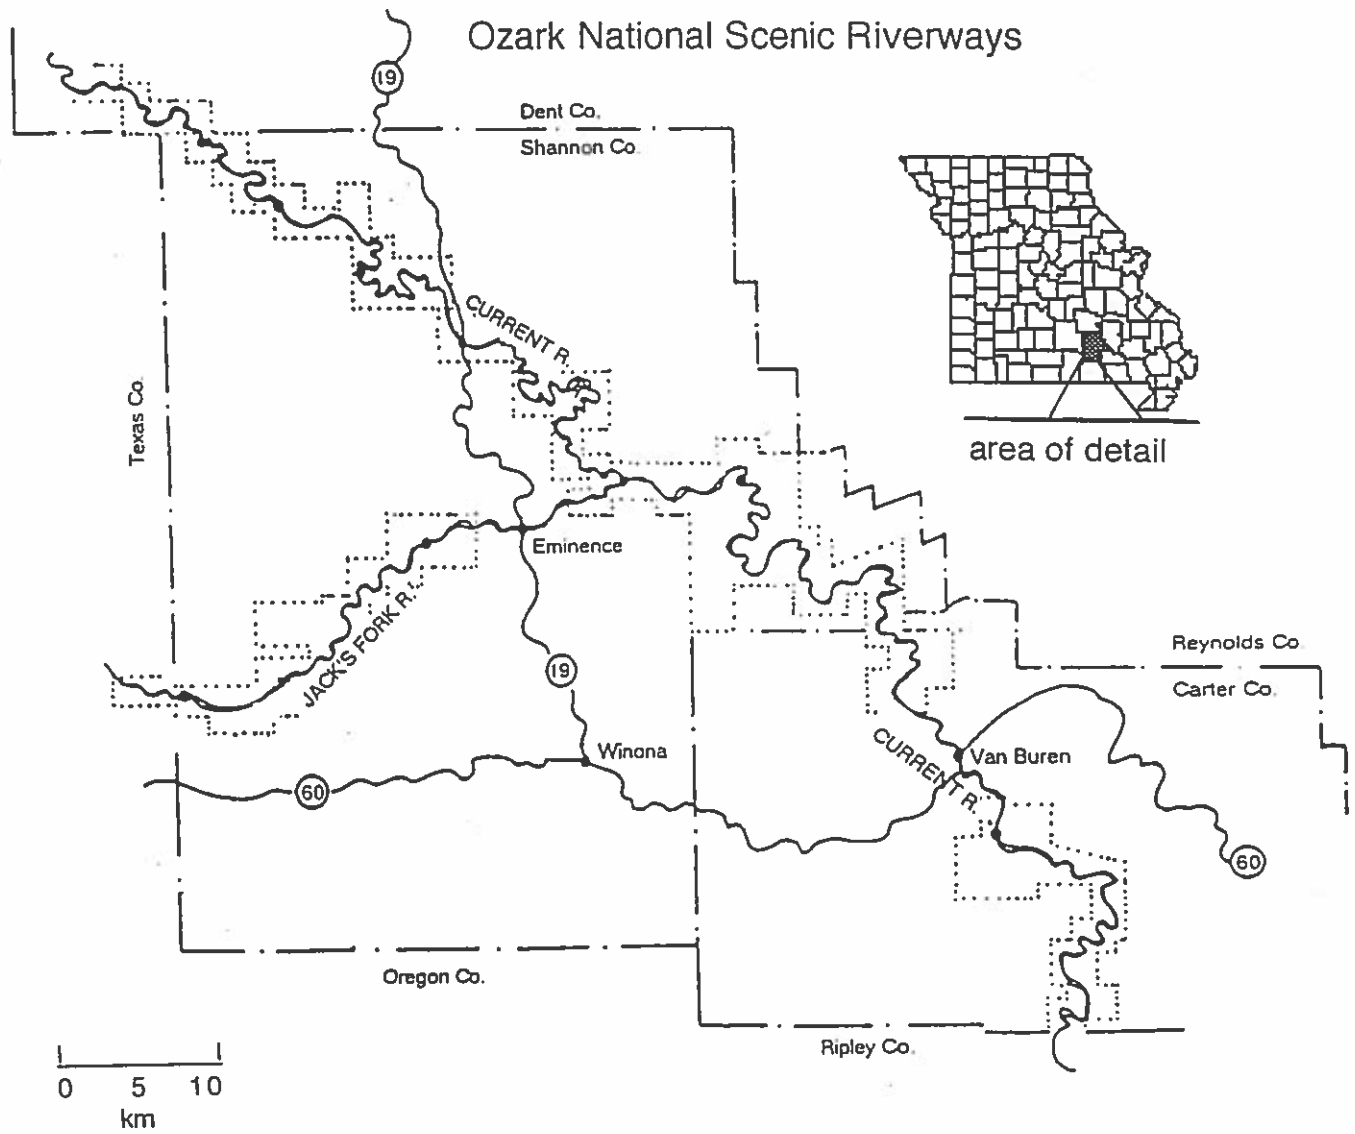 Ozark National Scenic Riverways
19
Dent Co.
Shannon Co.
CURRENT R.
Texas Co.
area of detail
Eminence
JACK'S FORK R.
19
Reynolds Co.
Carter Co.
Winona
Van Buren
CURRENT R.
60
60
Oregon Co.
Ripley Co.
0 5 10
km